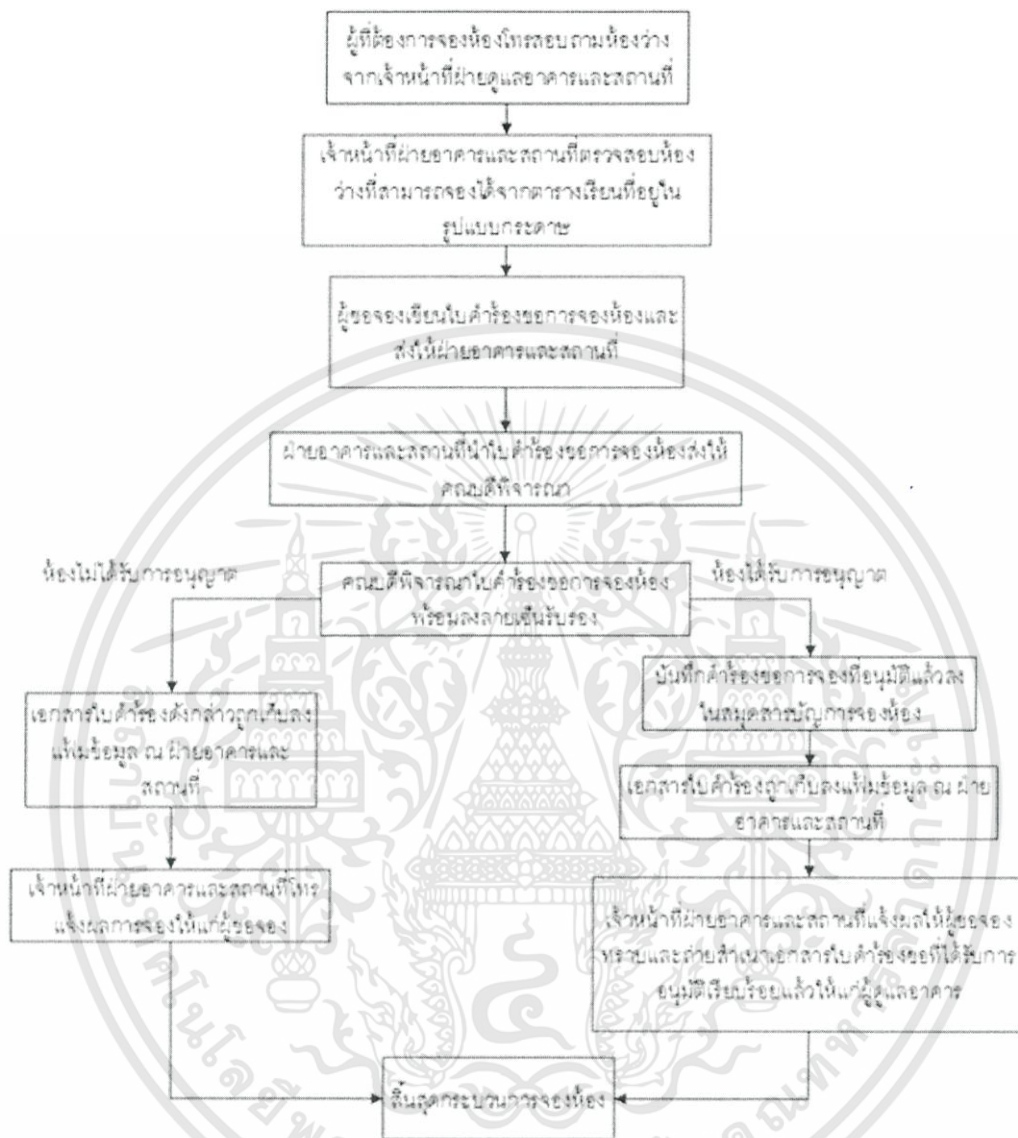 ผู้ที่ต้องการจองห้องโทรสอบถามห้องว่าง
จากเจ้าหน้าที่ฝ่ายดูแลอาคารและสถานที่
เจ้าหน้าที่ฝ่ายอาคารและสถานที่ตรวจสอบห้อง
ว่างที่สามารถจองได้จากตารางเรียนที่อยู่ใน
รูปแบบกระดาษ
ผู้ขอจองเขียนใบคำร้องขอการจองห้องและ
ส่งให้ฝ่ายอาคารและสถานที่
ฝ่ายอาคารและสถานที่นำใบคำร้องขอการจองห้องส่งให้
คณบดีพิจารณา
ห้องไม่ได้รับการอนุญาต
คณบดีพิจารณาใบคำร้องขอการจองห้อง
พร้อมลงลายเซ็นรับรอง
ห้องได้รับการอนุญาต
เอกสารใบคำร้องดังกล่าวถูกเก็บลง
แฟ้มข้อมูล ณ ฝ่ายอาคารและ
สถานที่
เจ้าหน้าที่ฝ่ายอาคารและสถานที่โทร
แจ้งผลการจองให้แก่ผู้ขอจอง
บันทึกคำร้องขอการจองที่อนุมัติแล้วลง
ในสมุดสารบัญการจองห้อง
เอกสารใบคำร้องถูกเก็บลงแฟ้มข้อมูล ณ ฝ่าย
อาคารและสถานที่
เจ้าหน้าที่ฝ่ายอาคารและสถานที่แจ้งผลให้ผู้ขอจอง
ทราบและถ่ายสำเนาเอกสารใบคำร้องขอที่ได้รับการ
อนุมัติเรียบร้อยแล้วให้แก่ผู้ดูแลอาคาร
สิ้นสุดกระบวนการจองห้อง